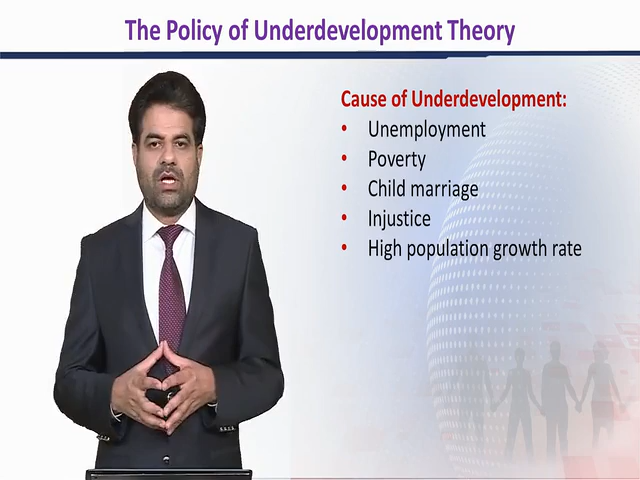 The Policy of Underdevelopment Theory
Cause of Underdevelopment:
• Unemployment
• Poverty
• Child marriage
• Injustice
• High population growth rate